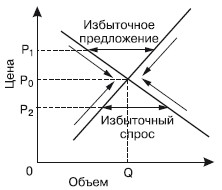 Избыточное
предложение
P₁
P₀
P₂
Цена
Избыточный
спрос
0
Q
Объем